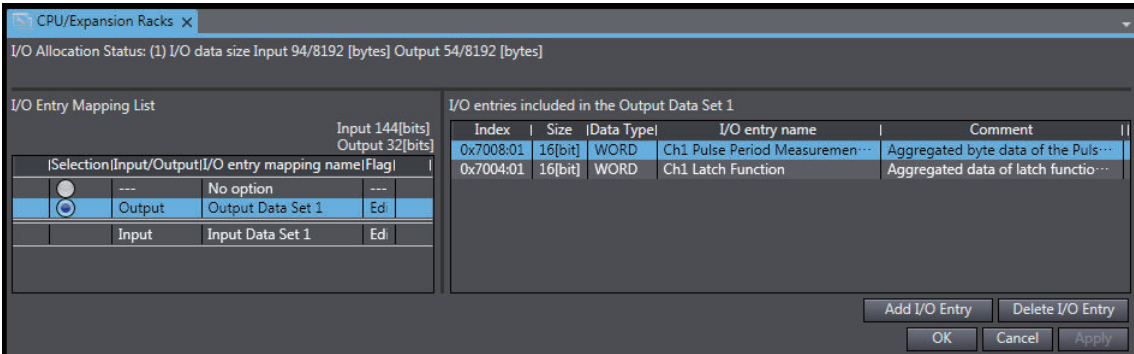 CPU/Expansion Racks x
I/O Allocation Status: (1) I/O data size Input 94/8192 [bytes] Output 54/8192 [bytes]
I/O Entry Mapping List
Input 144[bits]
Output 32[bits]
Selection Input/Output I/O entry mapping name Flag
--- No option ---
Output Output Data Set 1 Edi
Input Input Data Set 1 Edi
I/O entries included in the Output Data Set 1
Index Size Data Type I/O entry name Comment
0x7008:01 16[bit] WORD Ch1 Pulse Period Measuremen··· Aggregated byte data of the Puls···
0x7004:01 16[bit] WORD Ch1 Latch Function Aggregated data of latch functio···
Add I/O Entry Delete I/O Entry
OK Cancel Apply